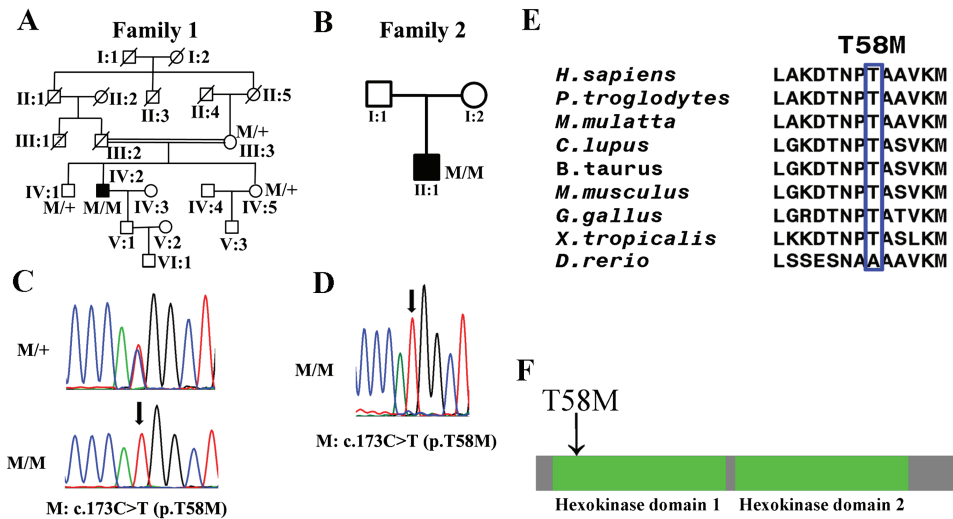 A
Family 1
I:1
I:2
II:1
II:2
II:3
II:4
II:5
III:1
III:2
M/+
III:3
IV:1
M/+
IV:2
M/M
IV:3
IV:4
M/+
IV:5
V:1
V:2
V:3
VI:1
B
Family 2
I:1
I:2
M/M
II:1
C
M/+
M/M
M: c.173C>T (p.T58M)
D
M/M
M: c.173C>T (p.T58M)
E
T58M
H.sapiens LAKDTNPTAAVKM
P.troglodytes LAKDTNPTAAVKM
M.mulatta LAKDTNPTAAVKM
C.lupus LGKDTNPTASVKM
B.taurus LGKDTNPTASVKM
M.musculus LGKDTNPTASVKM
G.gallus LGRDTNPTATVKM
X.tropicalis LKKDTNPTASLKM
D.rerio LSSESNAAAAVKM
F
T58M
Hexokinase domain 1 Hexokinase domain 2